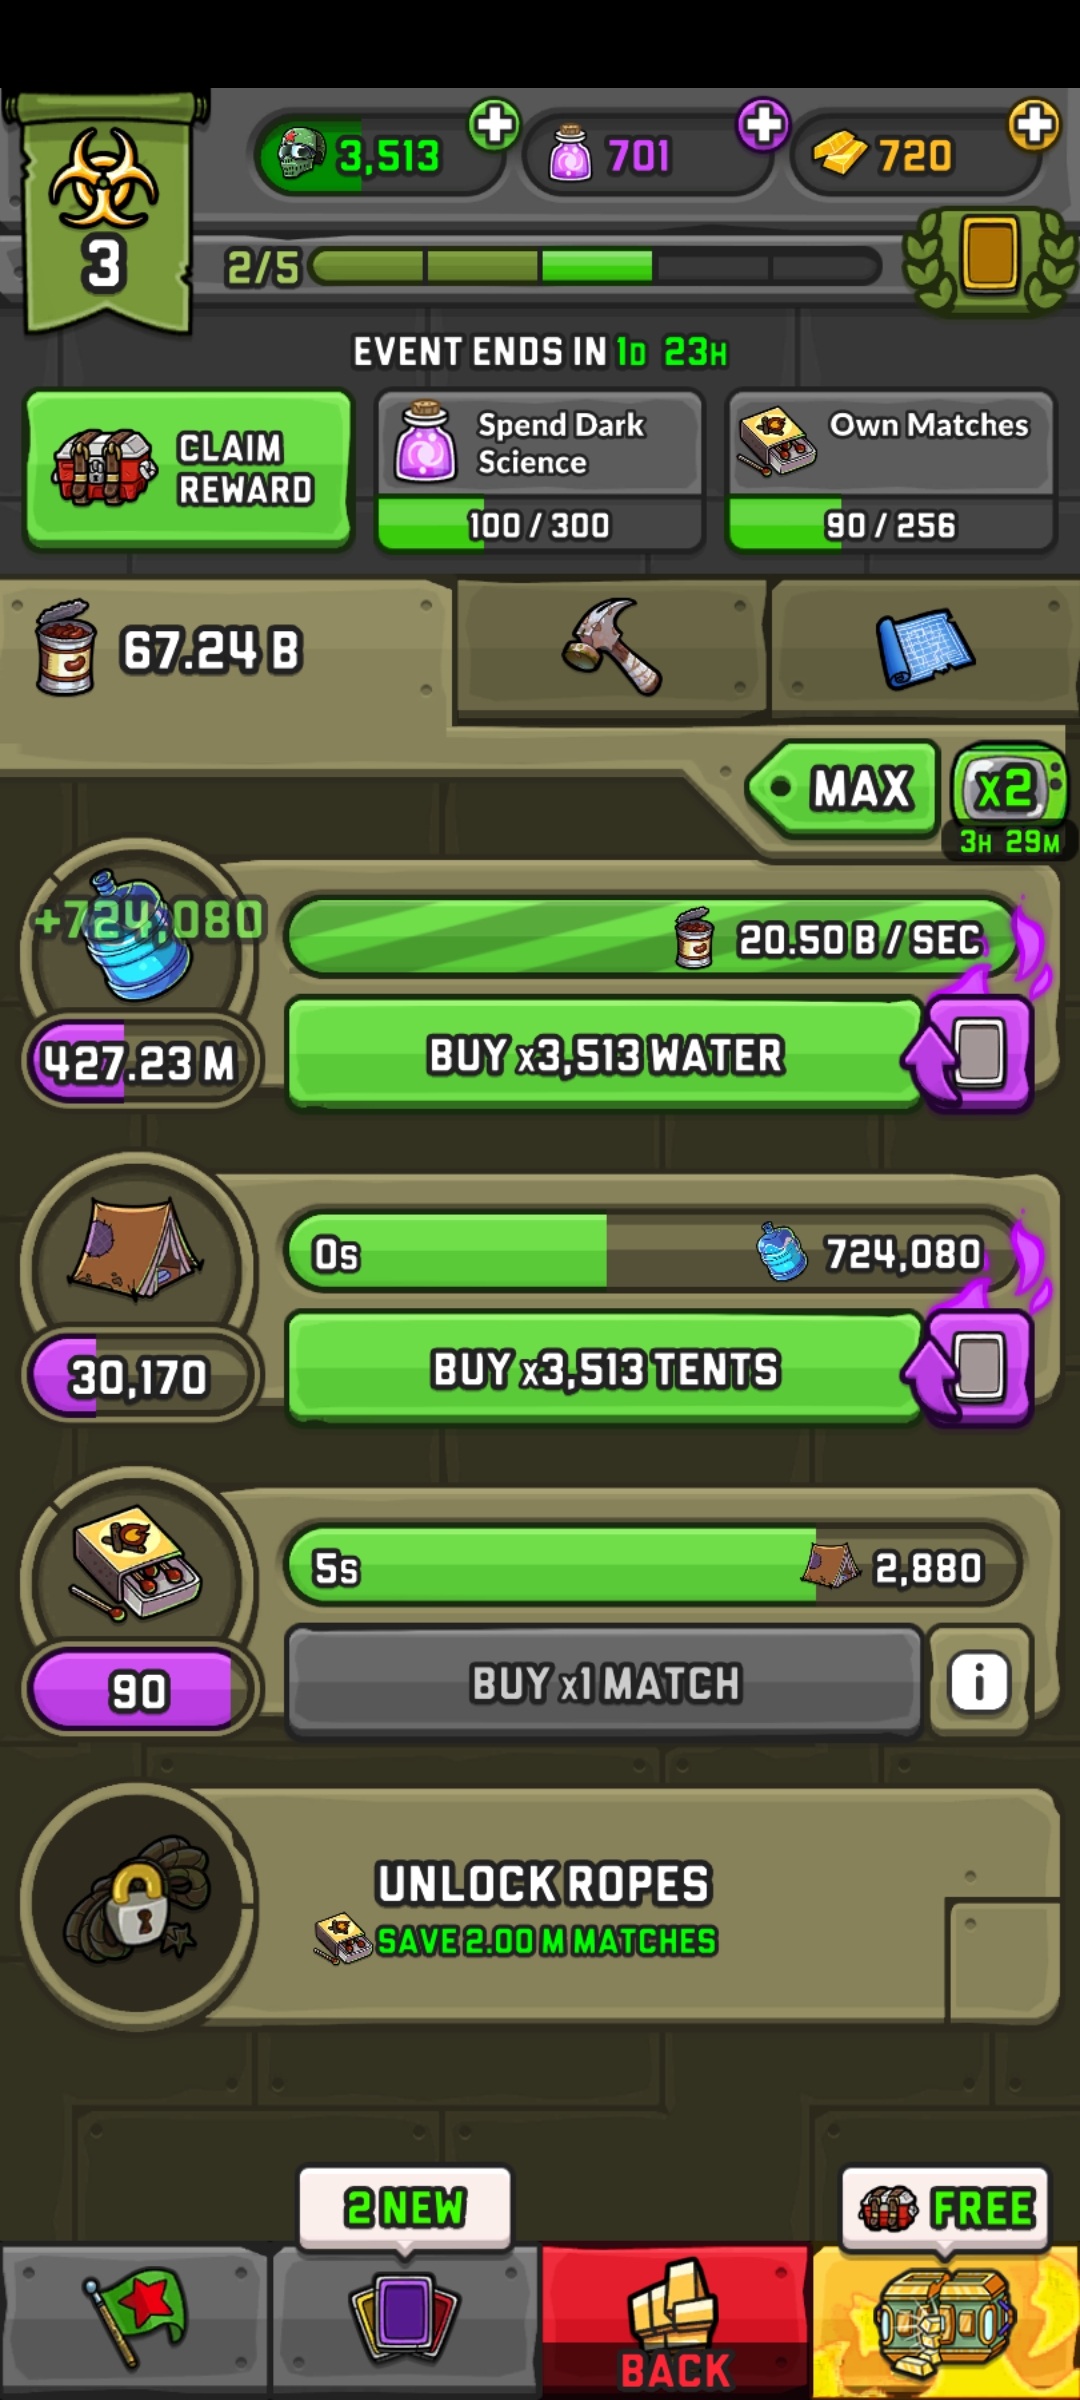 3,513
701
720
3
2/5
EVENT ENDS IN 1D 23H
CLAIM
REWARD
Spend Dark
Science
100 / 300
Own Matches
90 / 256
67.24 B
MAX
x2
3H 29M
+724,080
20.50 B / SEC
427.23 M
BUY x3,513 WATER
0s
724,080
30,170
BUY x3,513 TENTS
5s
2,880
90
BUY x1 MATCH
i
UNLOCK ROPES
SAVE 2.00 M MATCHES
2 NEW
FREE
BACK